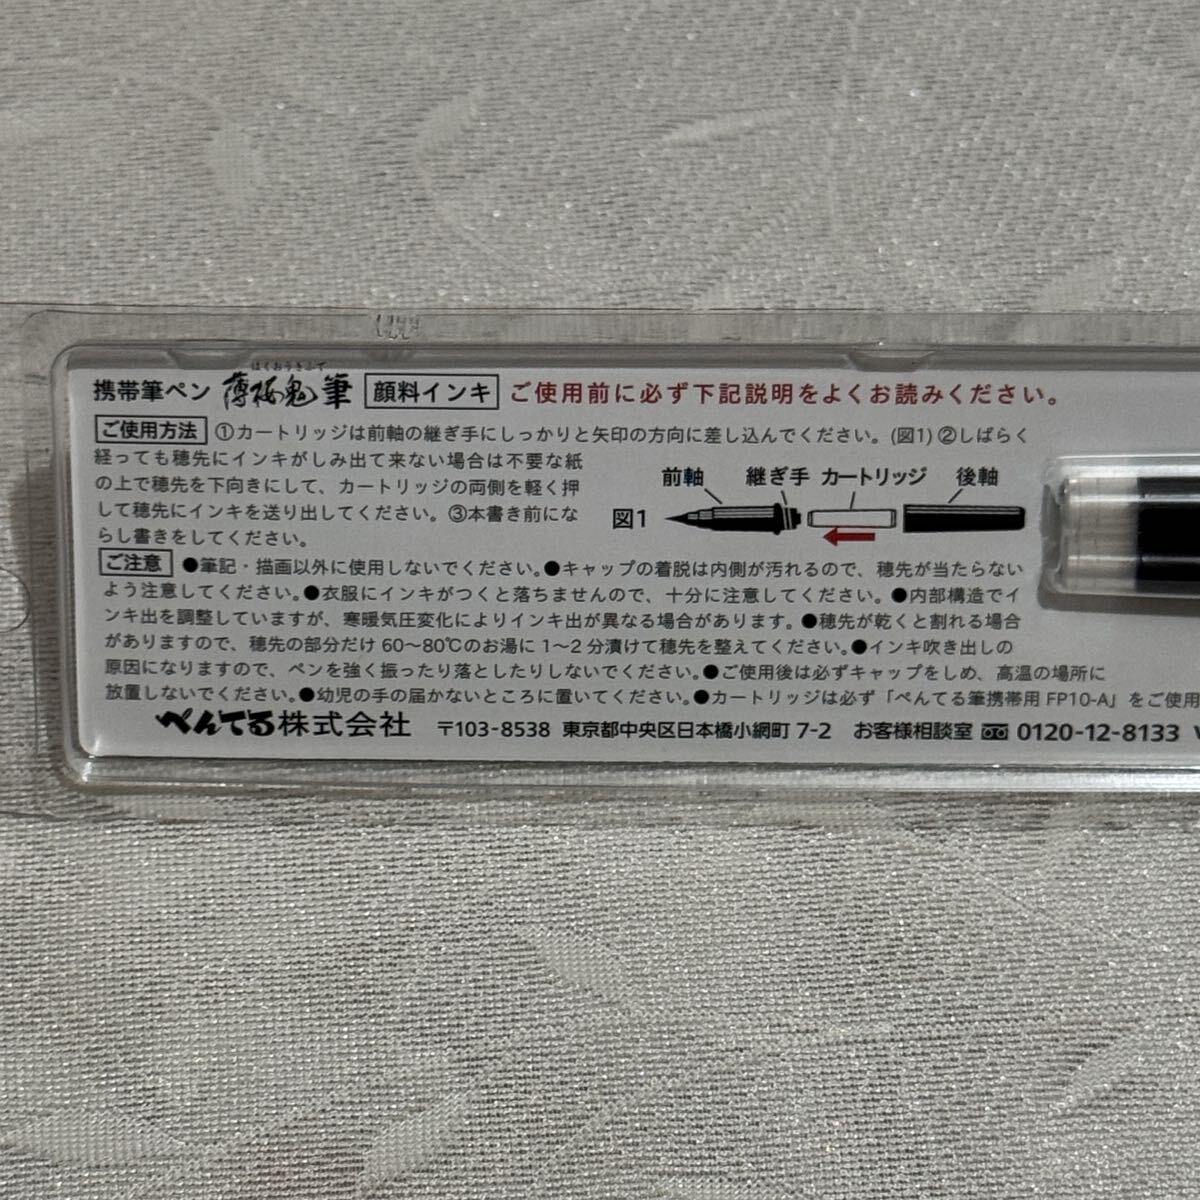 はくおうきふで
携帯筆ペン 薄桜鬼筆 顔料インキ ご使用前に必ず下記説明をよくお読みください。
ご使用方法 ①カートリッジは前軸の継ぎ手にしっかりと矢印の方向に差し込んでください。(図1) ②しばらく
経っても穂先にインキがしみ出て来ない場合は不要な紙
の上で穂先を下向きにして、カートリッジの両側を軽く押
して穂先にインキを送り出してください。③本書き前にな
らし書きをしてください。
前軸 継ぎ手 カートリッジ 後軸
図1
ご注意 ●筆記・描画以外に使用しないでください。●キャップの着脱は内側が汚れるので、穂先が当たらない
よう注意してください。●衣服にインキがつくと落ちませんので、十分に注意してください。●内部構造でイ
ンキ出を調整していますが、寒暖気圧変化によりインキ出が異なる場合があります。●穂先が乾くと割れる場合
がありますので、穂先の部分だけ 60〜80℃のお湯に 1〜2 分漬けて穂先を整えてください。●インキ吹き出しの
原因になりますので、ペンを強く振ったり落としたりしないでください。●ご使用後は必ずキャップをしめ、高温の場所に
放置しないでください。●幼児の手の届かないところに置いてください。●カートリッジは必ず「ぺんてる筆携帯用 FP10-A」をご使用
ぺんてる株式会社 〒103-8538 東京都中央区日本橋小網町 7-2 お客様相談室 0120-12-8133